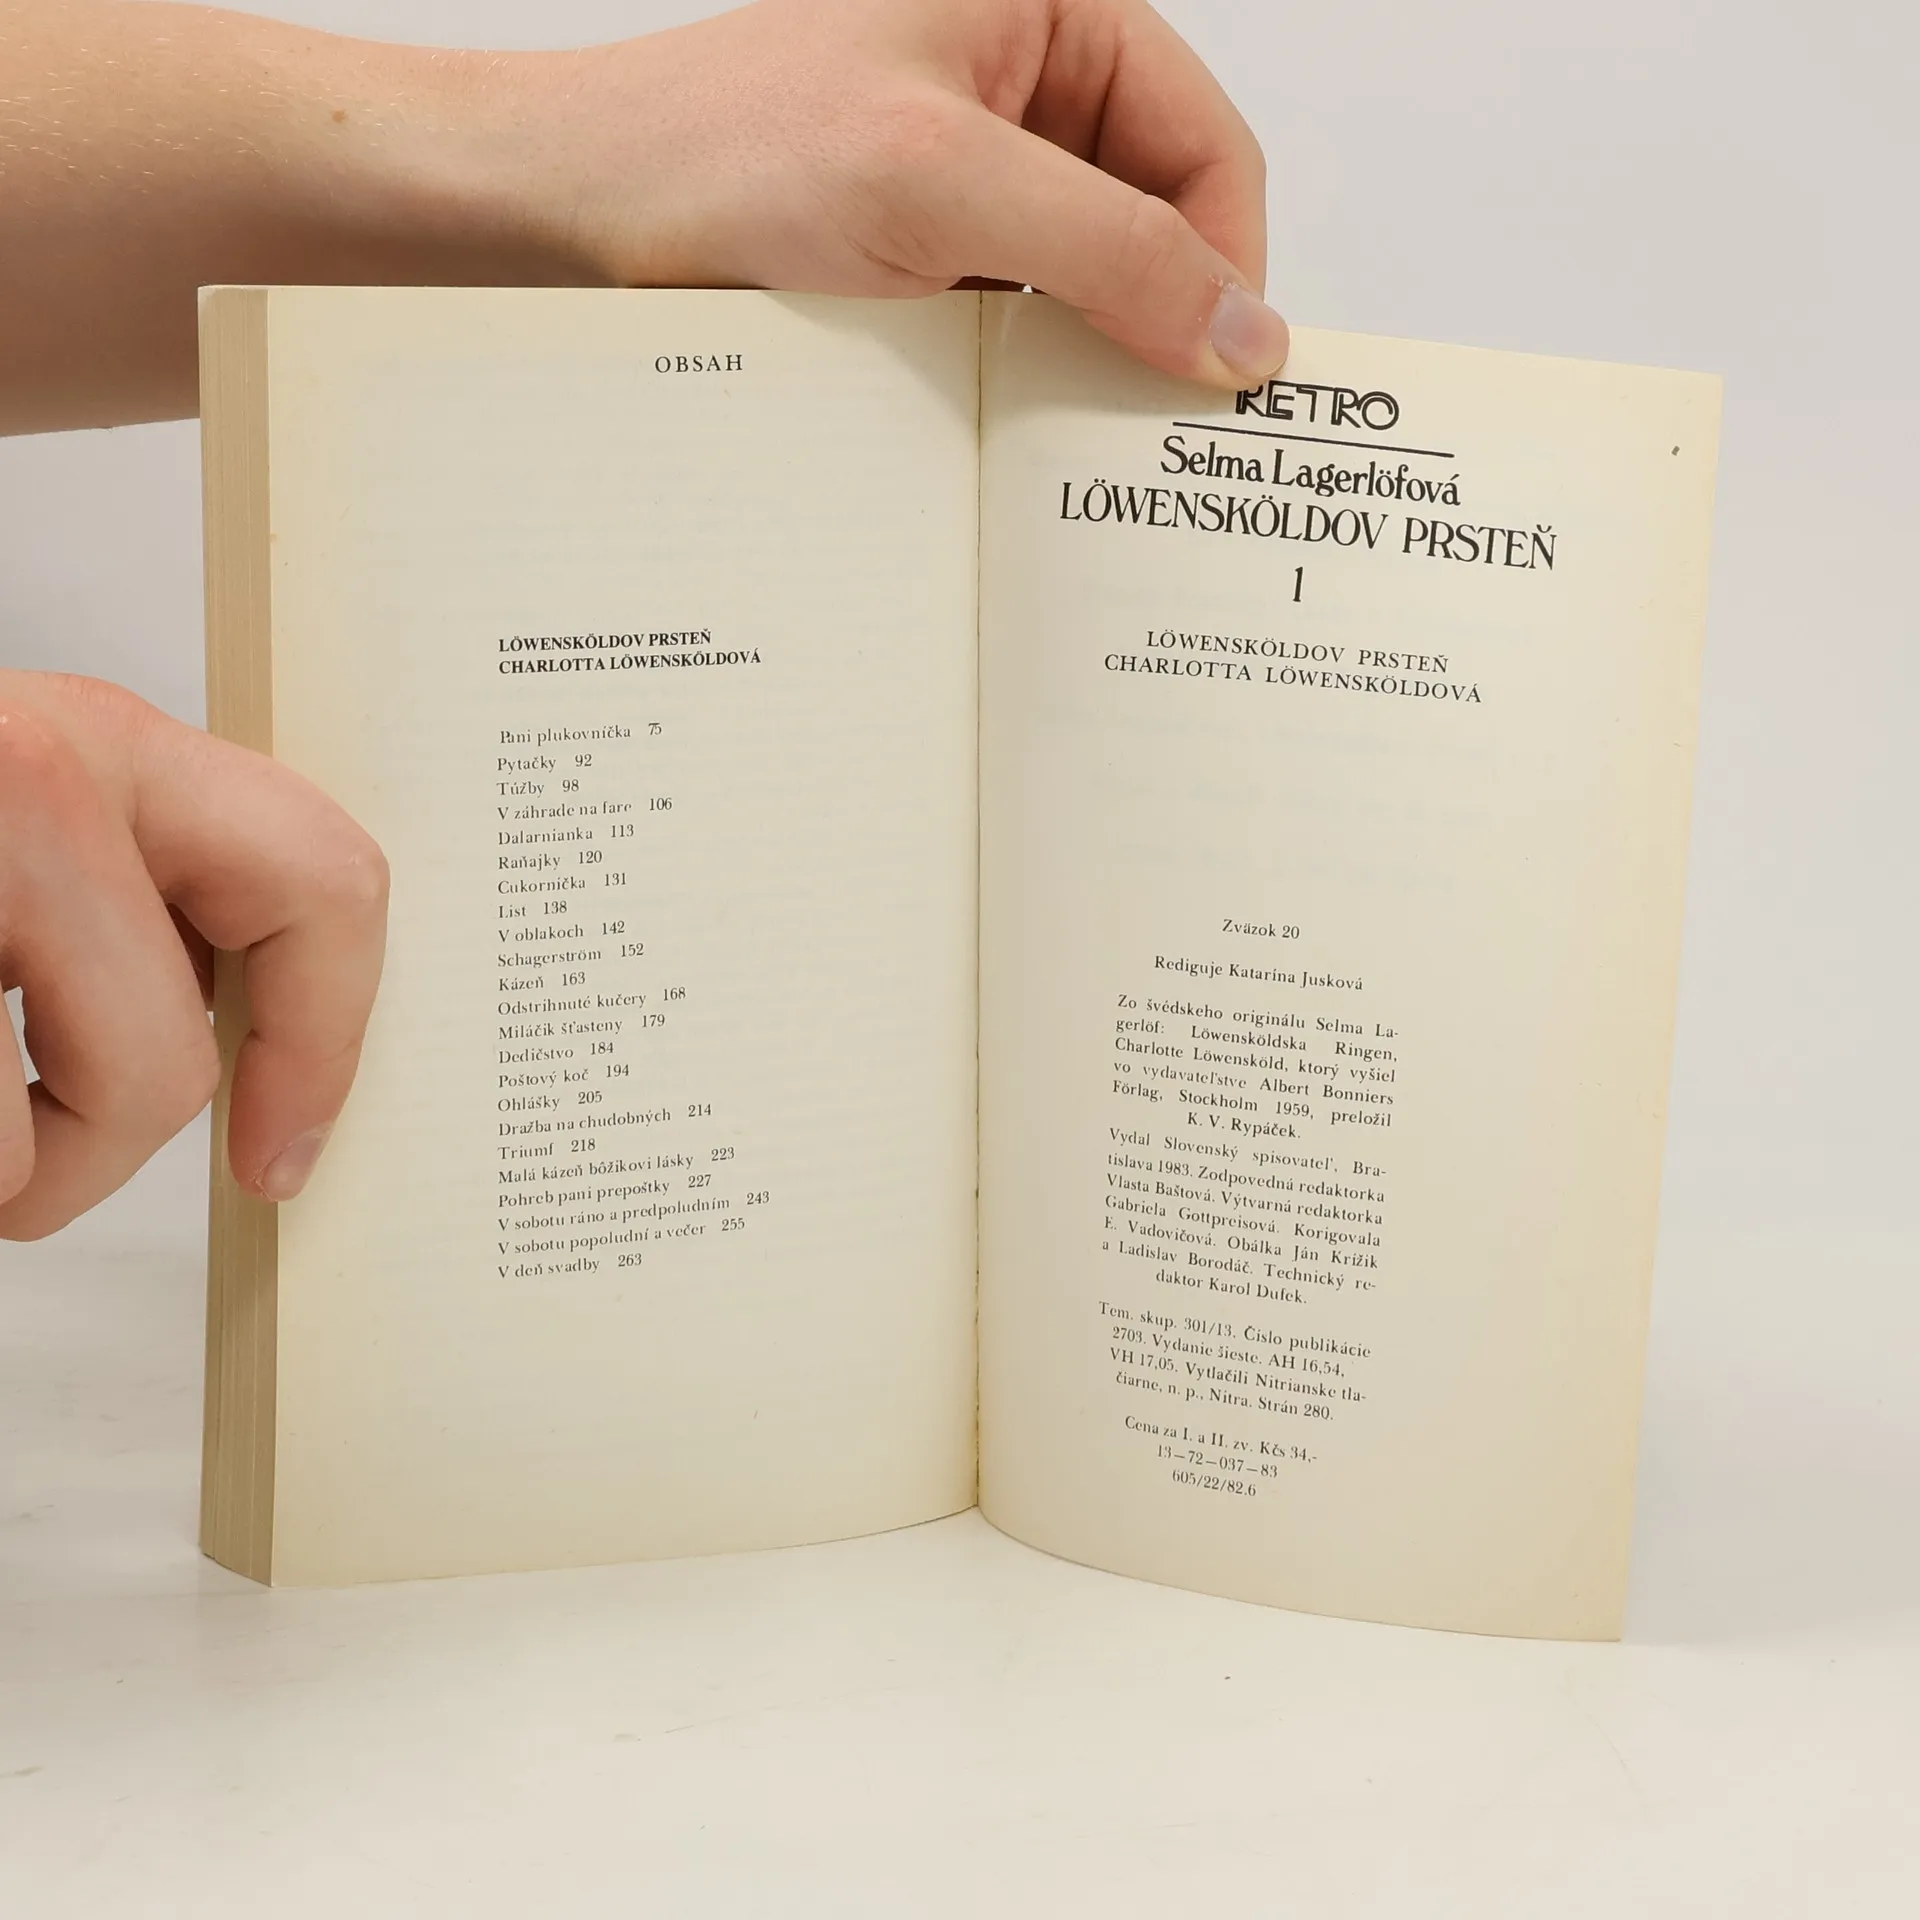 OBSAH
LÖWENSKÖLDOV PRSTEŇ
CHARLOTTA LÖWENSKÖLDOVÁ
Pani plukovníčka 75
Pytačky 92
Túžby 98
V záhrade na fare 106
Dalarnianka 113
Raňajky 120
Cukornička 131
List 138
V oblakoch 142
Schagerström 152
Kázeň 163
Odstrihnuté kučery 168
Miláčik šťasteny 179
Dedičstvo 184
Poštový koč 194
Ohlášky 205
Dražba na chudobných 214
Triumf 218
Malá kázeň bôžikovi lásky 223
Pohreb pani prepoštky 227
V sobotu ráno a predpoludním 243
V sobotu popoludní a večer 255
V deň svadby 263
RETRO
Selma Lagerlöfová
LÖWENSKÖLDOV PRSTEŇ
1
LÖWENSKÖLDOV PRSTEŇ
CHARLOTTA LÖWENSKÖLDOVÁ
Zväzok 20
Rediguje Katarína Jusková
Zo švédskeho originálu Selma La-
gerlöf: Löwensköldska Ringen,
Charlotte Löwensköld, ktorý vyšiel
vo vydavateľstve Albert Bonniers
Förlag, Stockholm 1959, preložil
K. V. Rypáček.
Vydal Slovenský spisovateľ, Bra-
tislava 1983. Zodpovedná redaktorka
Vlasta Baštová. Výtvarná redaktorka
Gabriela Gottpreisová. Korigovala
E. Vadovičová. Obálka Ján Krížik
a Ladislav Borodáč. Technický re-
daktor Karol Dufek.
Tem. skup. 301/13. Číslo publikácie
2703. Vydanie šieste. AH 16,54,
VH 17,05. Vytlačili Nitrianske tla-
čiarne, n. p., Nitra. Strán 280.
Cena za I. a II. zv. Kčs 34,-
13—72—037—83
605/22/82.6